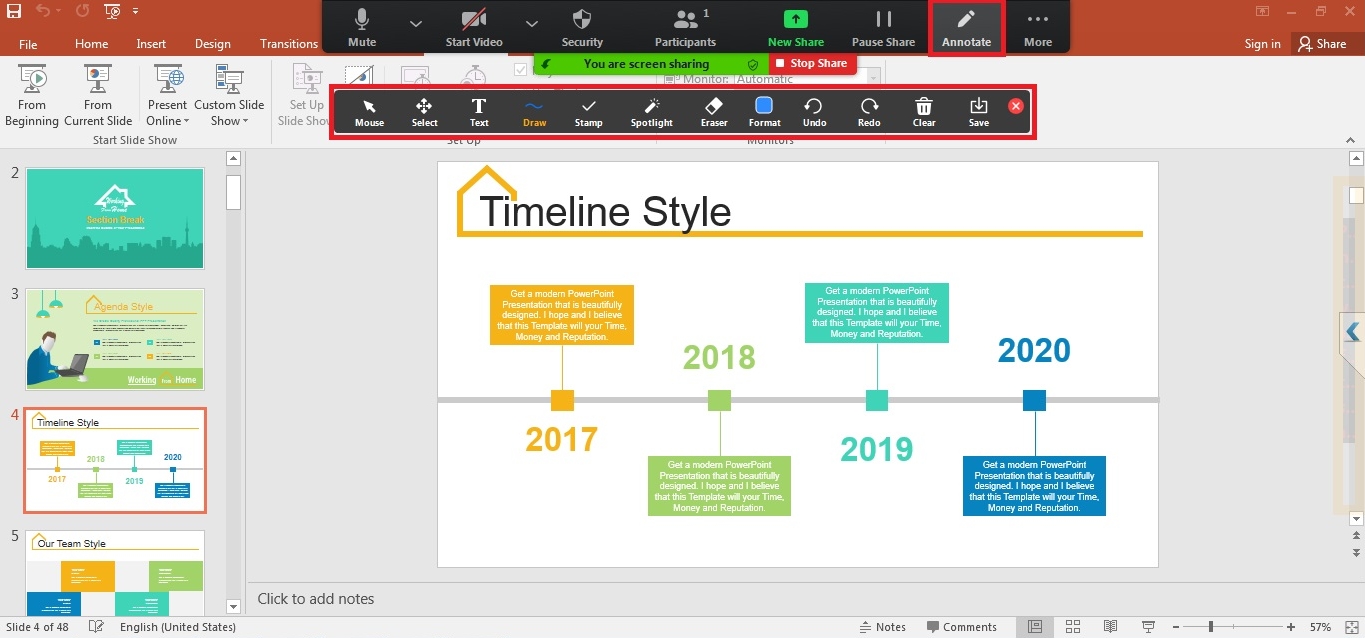 1
Mute Start Video Security Participants New Share Pause Share Annotate More
File Home Insert Design Transitions
Sign in Share
You are screen sharing Stop Share
Monitor: Automatic
Mouse Select Text Draw Stamp Spotlight Eraser Format Undo Redo Clear Save
From Beginning
From Current Slide
Present Online
Custom Slide Show
Set Up
Start Slide Show
Set Up
Monitors
2
Working
Home
Section Break
3
Agenda Style
Working From Home
4
Timeline Style
2017
2018
2019
2020
5
Our Team Style
Timeline Style
Get a modern PowerPoint
Presentation that is beautifully
designed. I hope and I believe
that this Template will your Time,
Money and Reputation.
2017
2018
Get a modern PowerPoint
Presentation that is beautifully
designed. I hope and I believe
that this Template will your Time,
Money and Reputation.
Get a modern PowerPoint
Presentation that is beautifully
designed. I hope and I believe
that this Template will your Time,
Money and Reputation.
2019
2020
Get a modern PowerPoint
Presentation that is beautifully
designed. I hope and I believe
that this Template will your Time,
Money and Reputation.
Click to add notes
Slide 4 of 48 English (United States) Notes Comments 57%